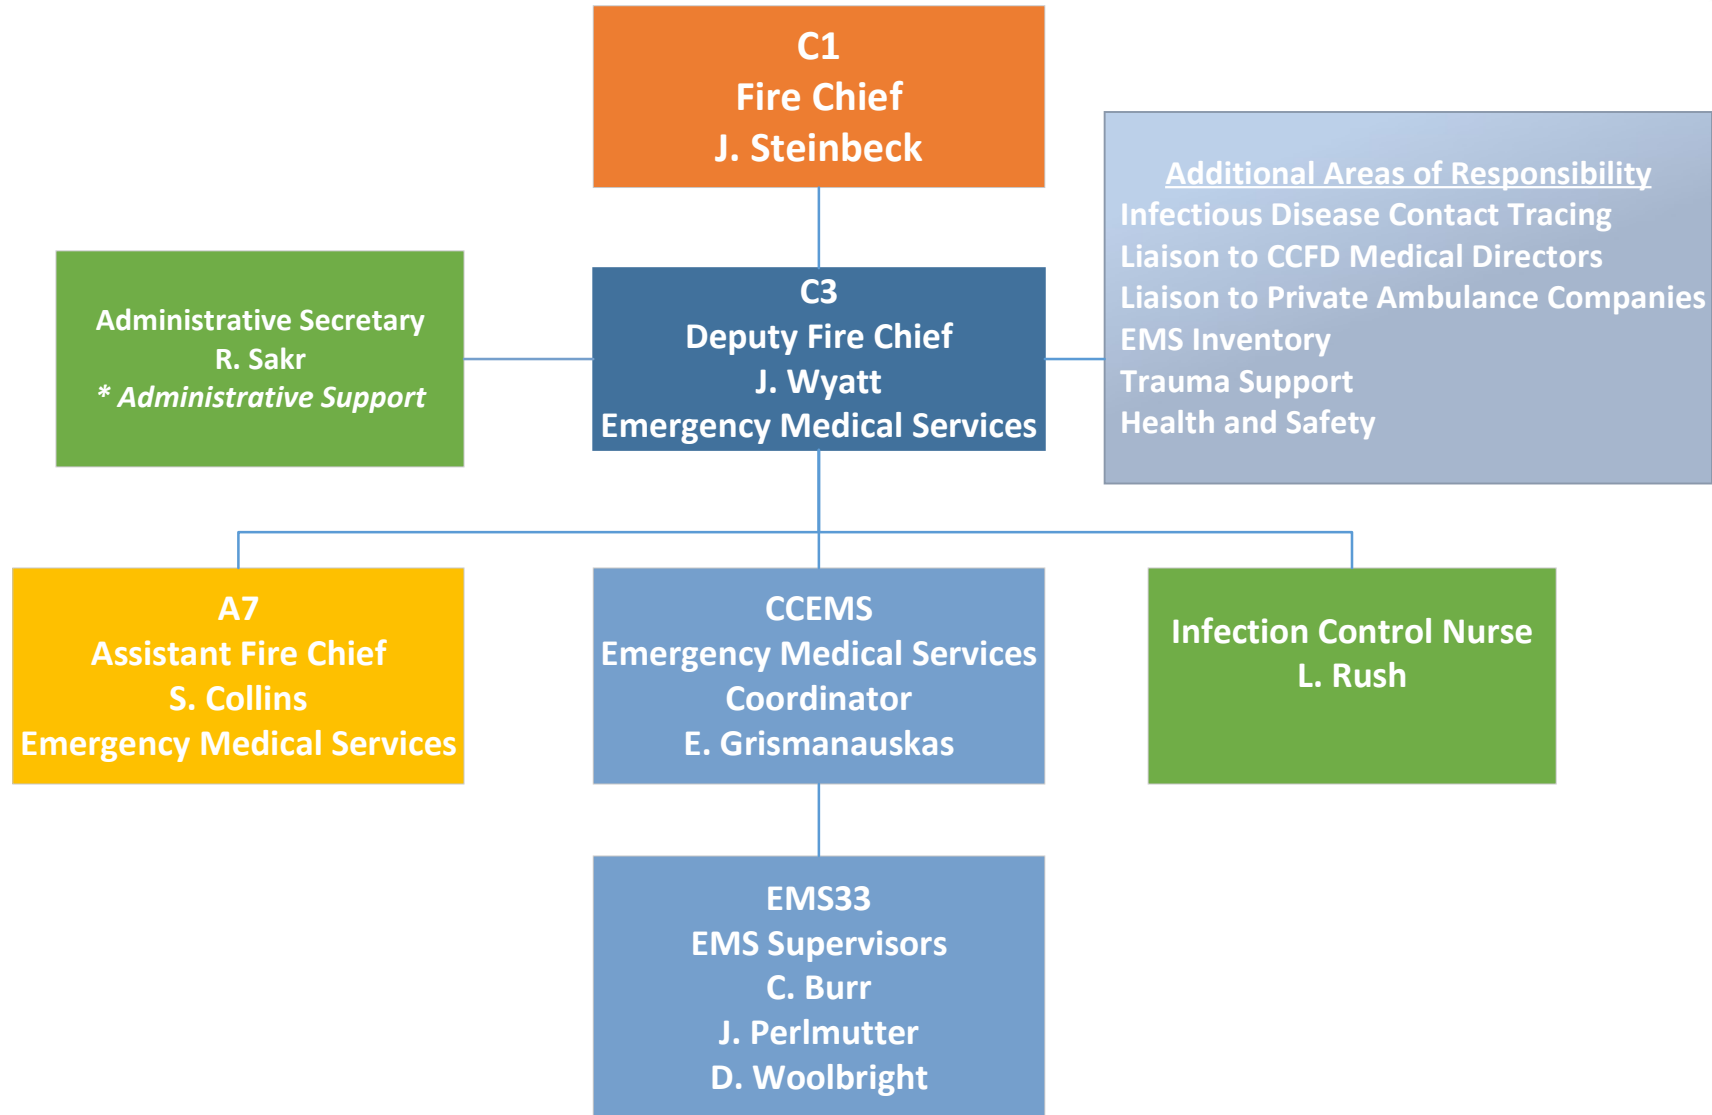 C1
Fire Chief
J. Steinbeck
Additional Areas of Responsibility
Infectious Disease Contact Tracing
Liaison to CCFD Medical Directors
Liaison to Private Ambulance Companies
EMS Inventory
Trauma Support
Health and Safety
Administrative Secretary
R. Sakr
* Administrative Support
C3
Deputy Fire Chief
J. Wyatt
Emergency Medical Services
A7
Assistant Fire Chief
S. Collins
Emergency Medical Services
CCEMS
Emergency Medical Services
Coordinator
E. Grismanauskas
Infection Control Nurse
L. Rush
EMS33
EMS Supervisors
C. Burr
J. Perlmutter
D. Woolbright